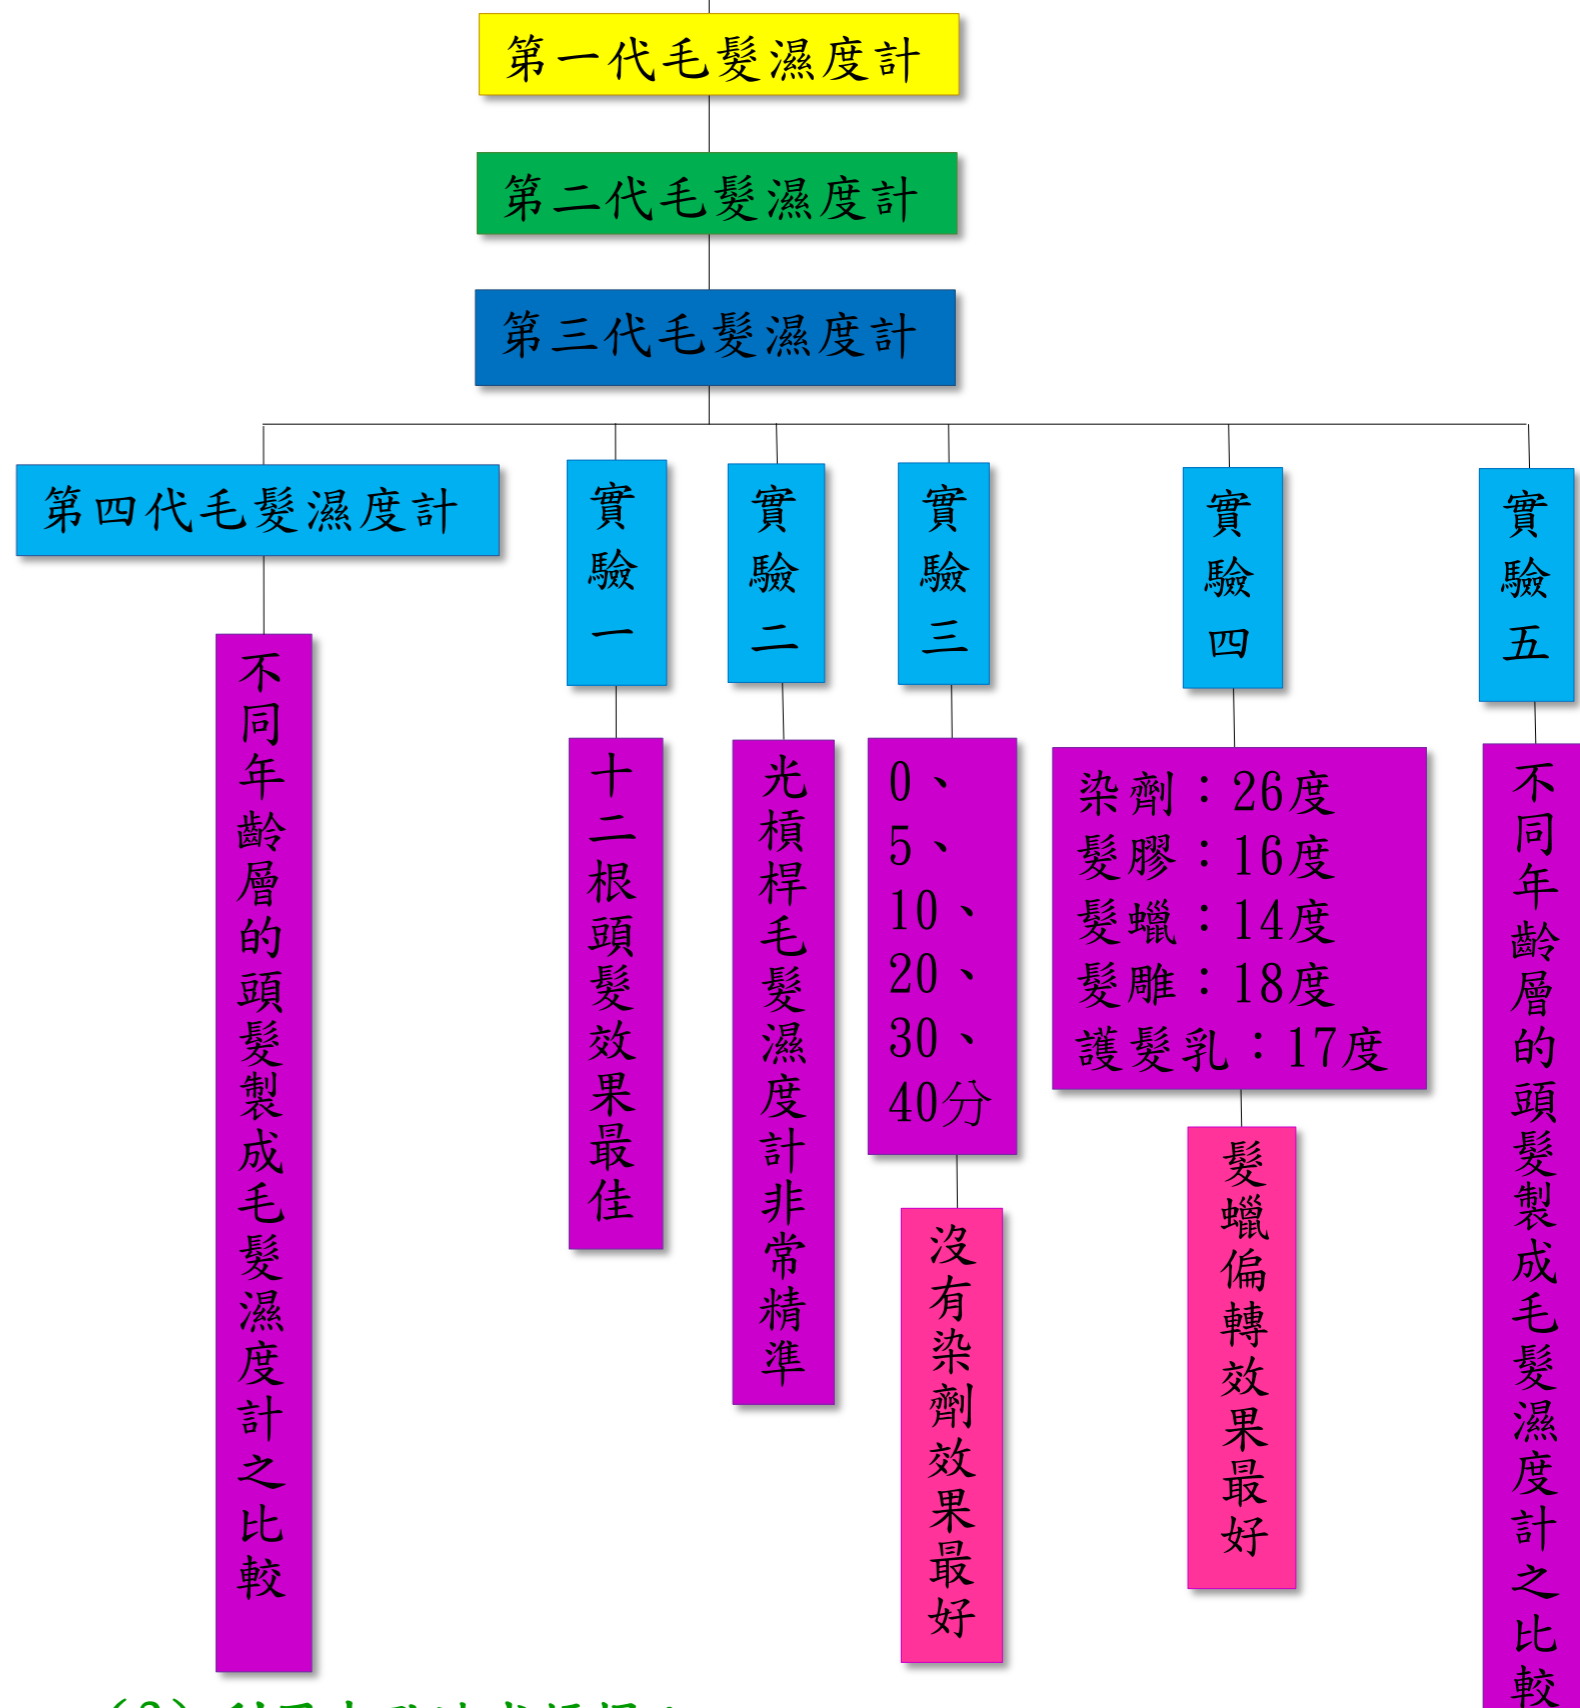 第一代毛髮濕度計
第二代毛髮濕度計
第三代毛髮濕度計
第四代毛髮濕度計
不同年齡層的頭髮製成毛髮濕度計之比較
實驗一
十二根頭髮效果最佳
實驗二
光槓桿毛髮濕度計非常精準
實驗三
0、
5、
10、
20、
30、
40分
沒有染劑效果最好
實驗四
染劑：26度
髮膠：16度
髮蠟：14度
髮雕：18度
護髮乳：17度
髮蠟偏轉效果最好
實驗五
不同年齡層的頭髮製成毛髮濕度計之比較